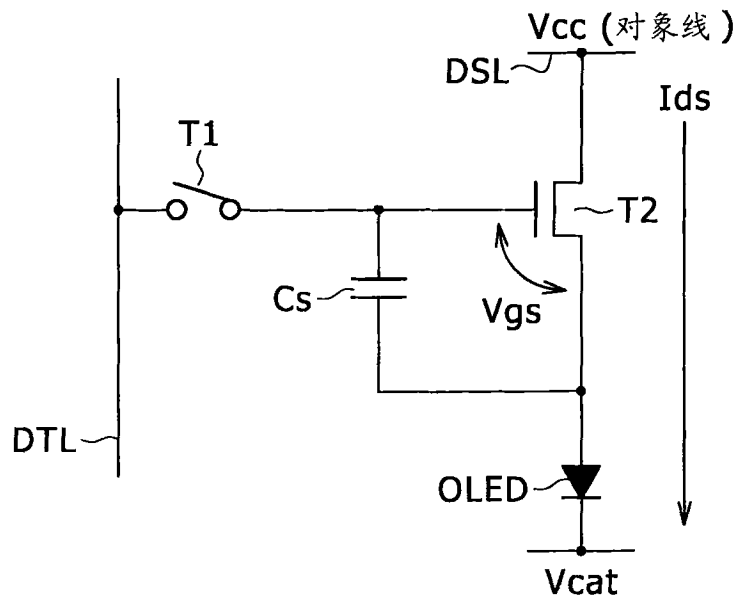 Vcc (对象线)
DSL
Ids
T1
T2
Cs
Vgs
DTL
OLED
Vcat